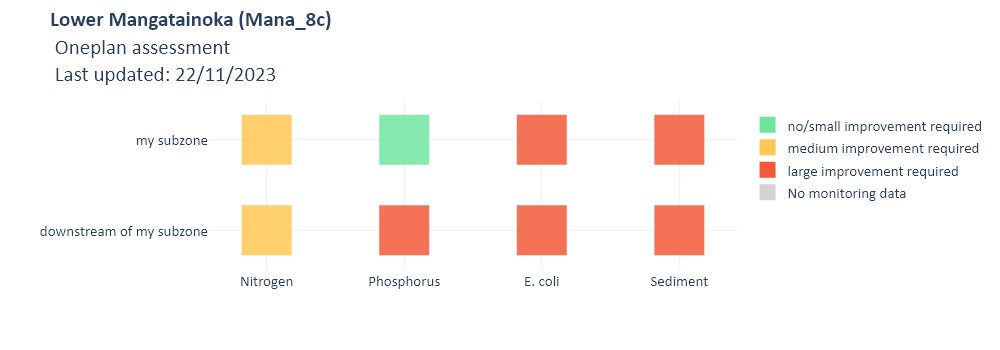 Lower Mangatainoka (Mana_8c)
Oneplan assessment
Last updated: 22/11/2023
my subzone
downstream of my subzone
Nitrogen Phosphorus E. coli Sediment
no/small improvement required
medium improvement required
large improvement required
No monitoring data